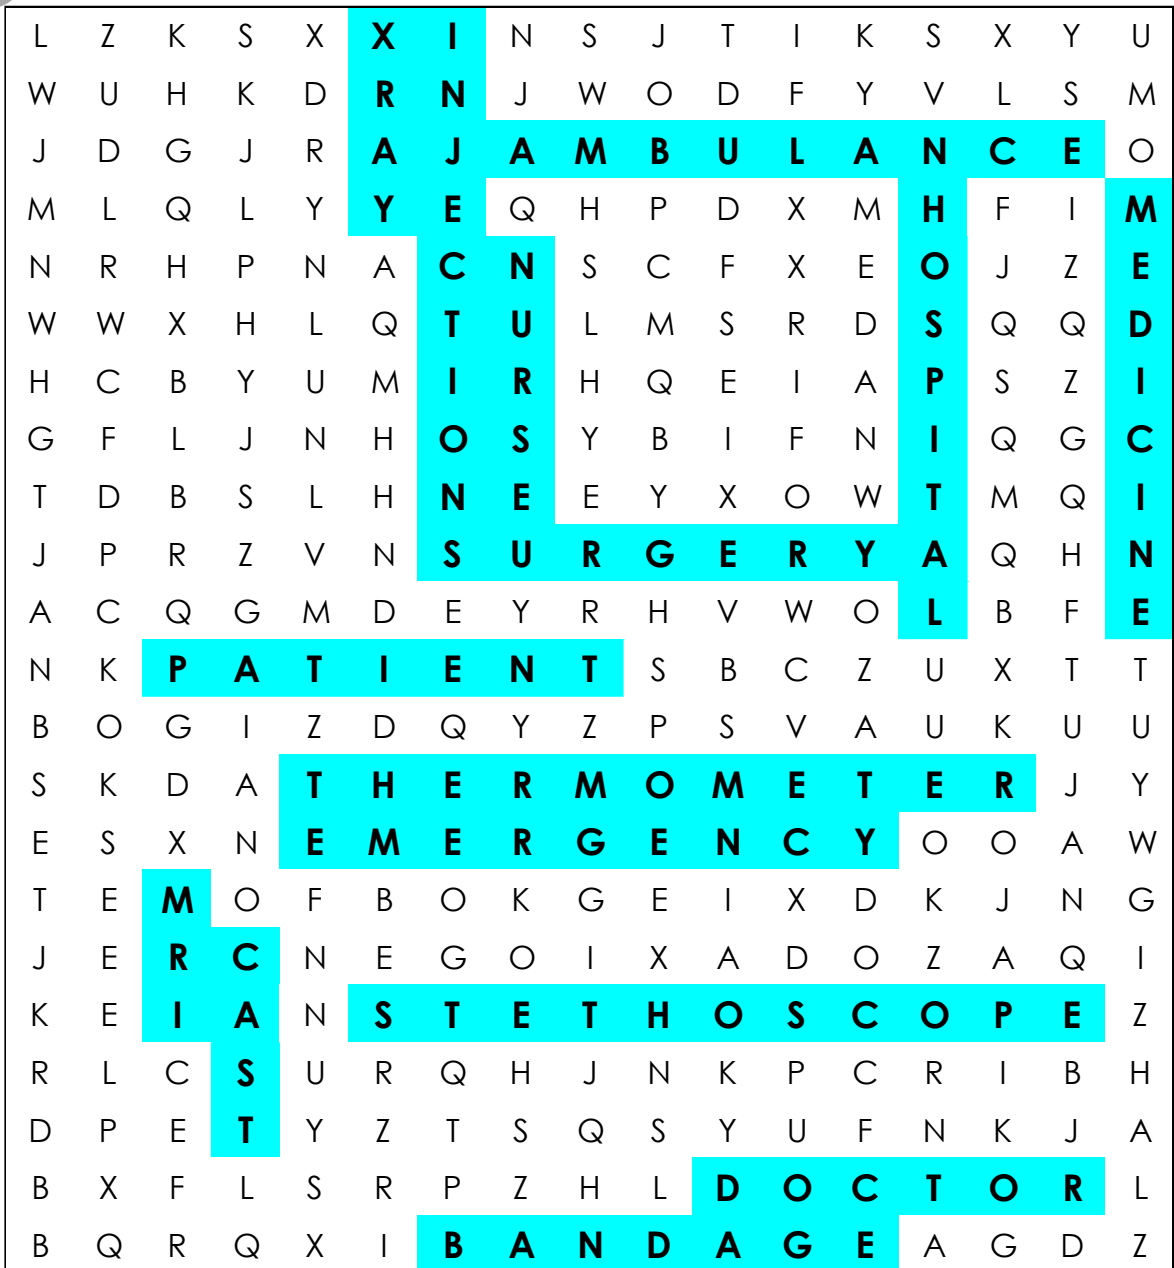 L Z K S X X I N S J T I K S X Y U
W U H K D R N J W O D F Y V L S M
J D G J R A J A M B U L A N C E O
M L Q L Y Y E Q H P D X M H F I M
N R H P N A C N S C F X E O J Z E
W W X H L Q T U L M S R D S Q Q D
H C B Y U M I R H Q E I A P S Z I
G F L J N H O S Y B I F N I Q G C
T D B S L H N E E Y X O W T M Q I
J P R Z V N S U R G E R Y A Q H N
A C Q G M D E Y R H V W O L B F E
N K P A T I E N T S B C Z U X T T
B O G I Z D Q Y Z P S V A U K U U
S K D A T H E R M O M E T E R J Y
E S X N E M E R G E N C Y O O A W
T E M O F B O K G E I X D K J N G
J E R C N E G O I X A D O Z A Q I
K E I A N S T E T H O S C O P E Z
R L C S U R Q H J N K P C R I B H
D P E T Y Z T S Q S Y U F N K J A
B X F L S R P Z H L D O C T O R L
B Q R Q X I B A N D A G E A G D Z